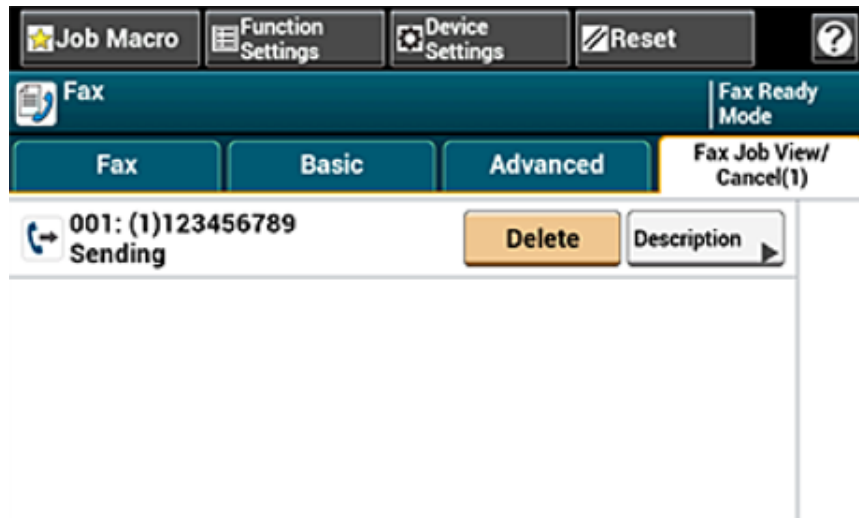 Job Macro
Function
Settings
Device
Settings
Reset
?
Fax
Fax Ready
Mode
Fax
Basic
Advanced
Fax Job View/
Cancel(1)
001: (1)123456789
Sending
Delete
Description